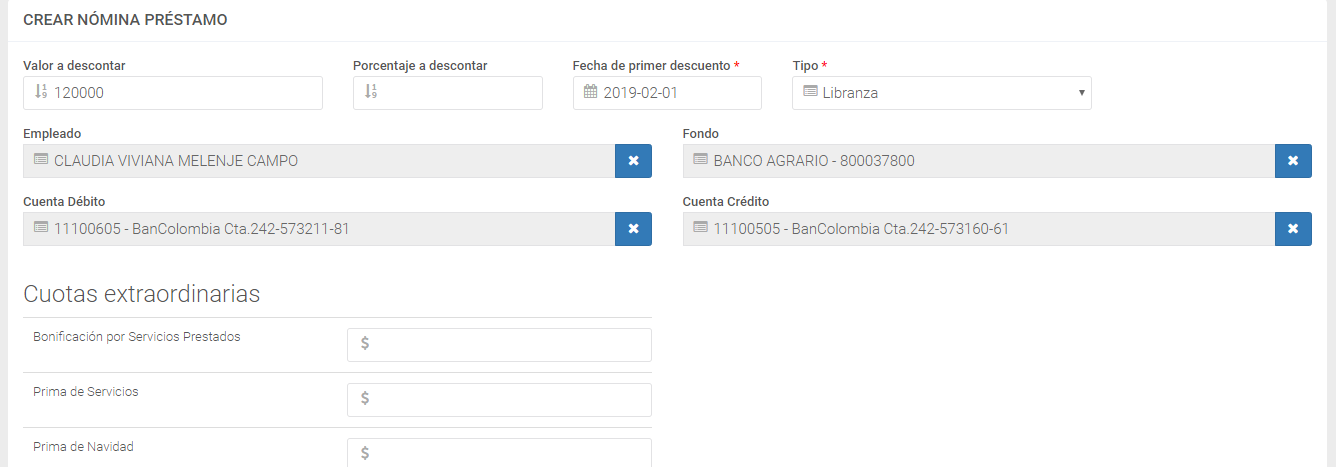 CREAR NÓMINA PRÉSTAMO
Valor a descontar Porcentaje a descontar Fecha de primer descuento * Tipo *
120000 2019-02-01 Libranza
Empleado Fondo
CLAUDIA VIVIANA MELENJE CAMPO BANCO AGRARIO - 800037800
Cuenta Débito Cuenta Crédito
11100605 - BanColombia Cta.242-573211-81 11100505 - BanColombia Cta.242-573160-61
Cuotas extraordinarias
Bonificación por Servicios Prestados $
Prima de Servicios $
Prima de Navidad $